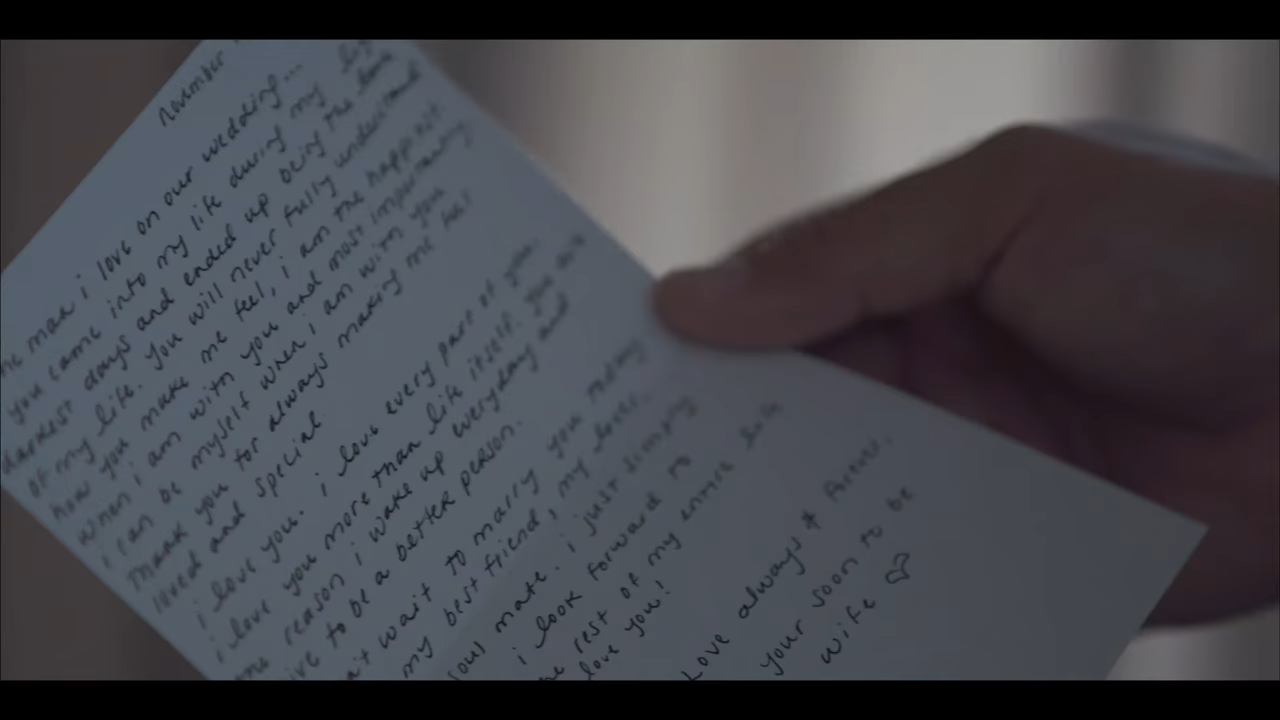 november
man i love on our wedding...
you came into my life during my
darkest days and ended up being the love
of my life. you will never fully understand
how you make me feel, i am the happiest
when i am with you and most importantly
i can be myself when i am with you
thank you for always making me feel
loved and special.
i love you. i love every part of you.
i love you more than life itself. you are
reason i wake up everyday and
to be a better person.
wait to marry you today
my best friend, my lover,
soul mate. i just simply
i look forward to
rest of my entire
love you!
Love always & forever,
your soon to be
wife ♡